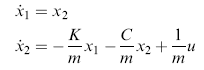 ẋ₁ = x₂
ẋ₂ = −K/m x₁ − C/m x₂ + 1/m u